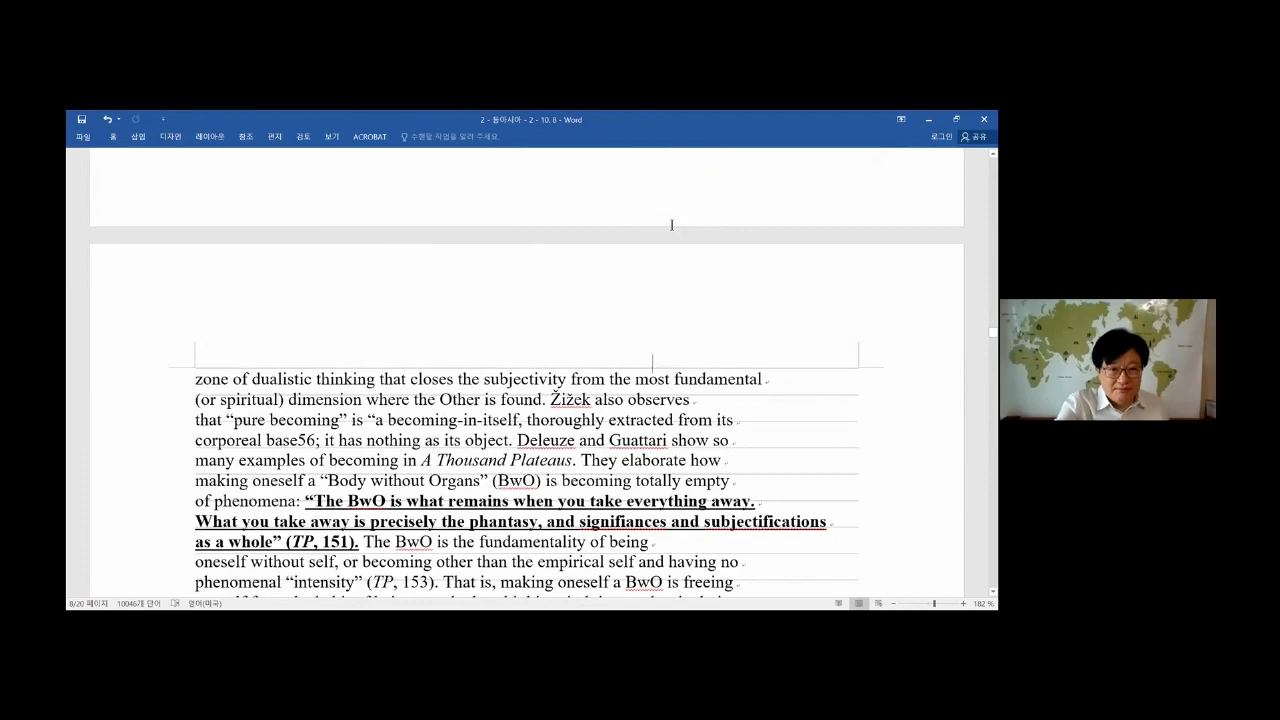 2 - 동아시아 - 2 - 10. 8 - Word
파일 홈 삽입 디자인 레이아웃 참조 편지 검토 보기 ACROBAT 수행할 작업을 알려 주세요. 로그인 공유
zone of dualistic thinking that closes the subjectivity from the most fundamental
(or spiritual) dimension where the Other is found. Žižek also observes
that “pure becoming” is “a becoming-in-itself, thoroughly extracted from its
corporeal base56; it has nothing as its object. Deleuze and Guattari show so
many examples of becoming in A Thousand Plateaus. They elaborate how
making oneself a “Body without Organs” (BwO) is becoming totally empty
of phenomena: “The BwO is what remains when you take everything away.
What you take away is precisely the phantasy, and signifiances and subjectifications
as a whole” (TP, 151). The BwO is the fundamentality of being
oneself without self, or becoming other than the empirical self and having no
phenomenal “intensity” (TP, 153). That is, making oneself a BwO is freeing
8/20 페이지 10046개 단어 영어(미국) 182 %